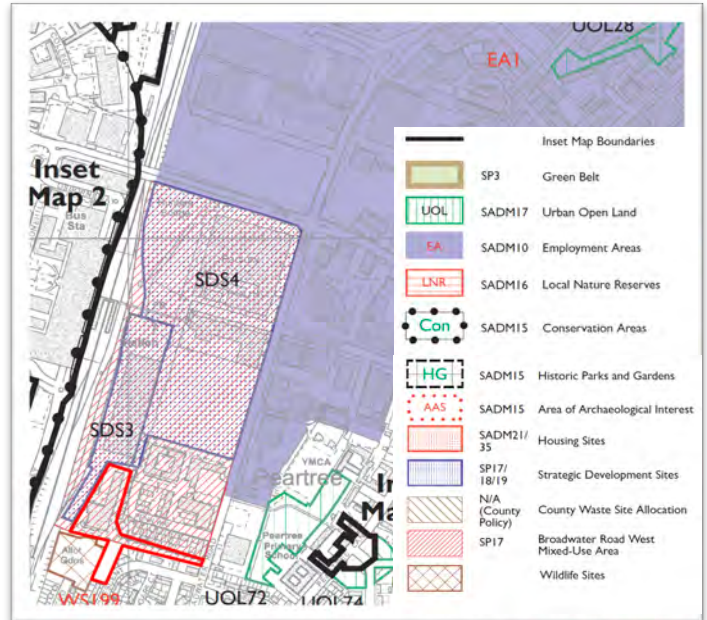 UOL28
EA1
Inset
Map 2
Bus
Sta
SDS4
SDS3
YMCA
Peartree
Peartree
Primary
School
Allot
Gdns
WS199
UOL72
UOL74
Inset Map Boundaries
SP3 Green Belt
UOL SADM17 Urban Open Land
EA SADM10 Employment Areas
LNR SADM16 Local Nature Reserves
Con SADM15 Conservation Areas
HG SADM15 Historic Parks and Gardens
AAS SADM15 Area of Archaeological Interest
SADM21/
35 Housing Sites
SP17/
18/19 Strategic Development Sites
N/A
(County
Policy) County Waste Site Allocation
SP17 Broadwater Road West
Mixed-Use Area
Wildlife Sites